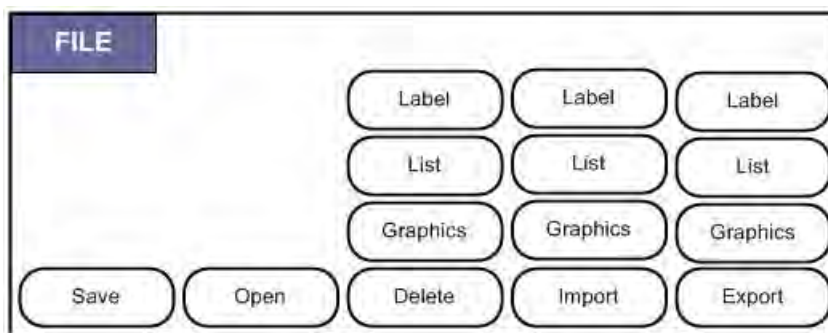 FILE
Label Label Label
List List List
Graphics Graphics Graphics
Save Open Delete Import Export